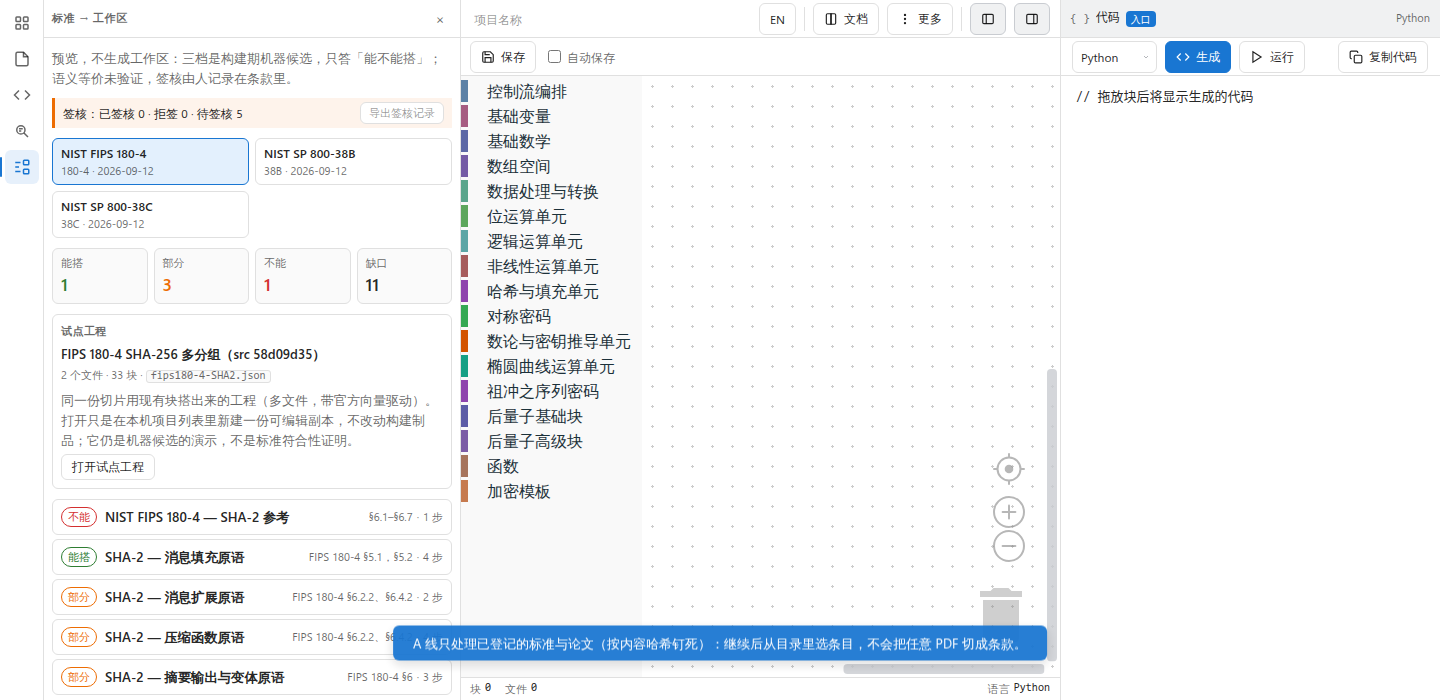 标准 → 工作区
×
预览，不生成工作区：三档是构建期机器候选，只答「能不能搭」；
语义等价未验证，签核由人记录在条款里。
签核：已签核 0 · 拒签 0 · 待签核 5
导出签核记录
NIST FIPS 180-4
180-4 · 2026-09-12
NIST SP 800-38B
38B · 2026-09-12
NIST SP 800-38C
38C · 2026-09-12
能搭
1
部分
3
不能
1
缺口
11
试点工程
FIPS 180-4 SHA-256 多分组（src 58d09d35）
2 个文件 · 33 块 · fips180-4-SHA2.json
同一份切片用现有块搭出来的工程（多文件，带官方向量驱动）。
打开只是在本机项目列表里新建一份可编辑副本，不改动构建制
品；它仍是机器候选的演示，不是标准符合性证明。
打开试点工程
不能 NIST FIPS 180-4 — SHA-2 参考 §6.1–§6.7 · 1 步
能搭 SHA-2 — 消息填充原语 FIPS 180-4 §5.1，§5.2 · 4 步
部分 SHA-2 — 消息扩展原语 FIPS 180-4 §6.2.2、§6.4.2 · 2 步
部分 SHA-2 — 压缩函数原语 FIPS 180-4 §6.2.2、
部分 SHA-2 — 摘要输出与变体原语 FIPS 180-4 §6 · 3 步
项目名称
EN
文档
更多
保存
自动保存
控制流编排
基础变量
基础数学
数组空间
数据处理与转换
位运算单元
逻辑运算单元
非线性运算单元
哈希与填充单元
对称密码
数论与密钥推导单元
椭圆曲线运算单元
祖冲之序列密码
后量子基础块
后量子高级块
函数
加密模板
A 线只处理已登记的标准与论文（按内容哈希钉死）：继续后从目录里选条目，不会把任意 PDF 切成条款。
块 0 文件 0
语言 Python
{ } 代码 入口
Python
Python
生成
运行
复制代码
// 拖放块后将显示生成的代码